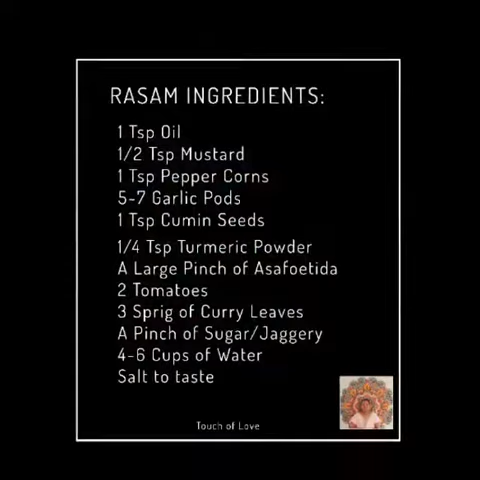 RASAM INGREDIENTS:
1 Tsp Oil
1/2 Tsp Mustard
1 Tsp Pepper Corns
5-7 Garlic Pods
1 Tsp Cumin Seeds
1/4 Tsp Turmeric Powder
A Large Pinch of Asafoetida
2 Tomatoes
3 Sprig of Curry Leaves
A Pinch of Sugar/Jaggery
4-6 Cups of Water
Salt to taste
Touch of Love